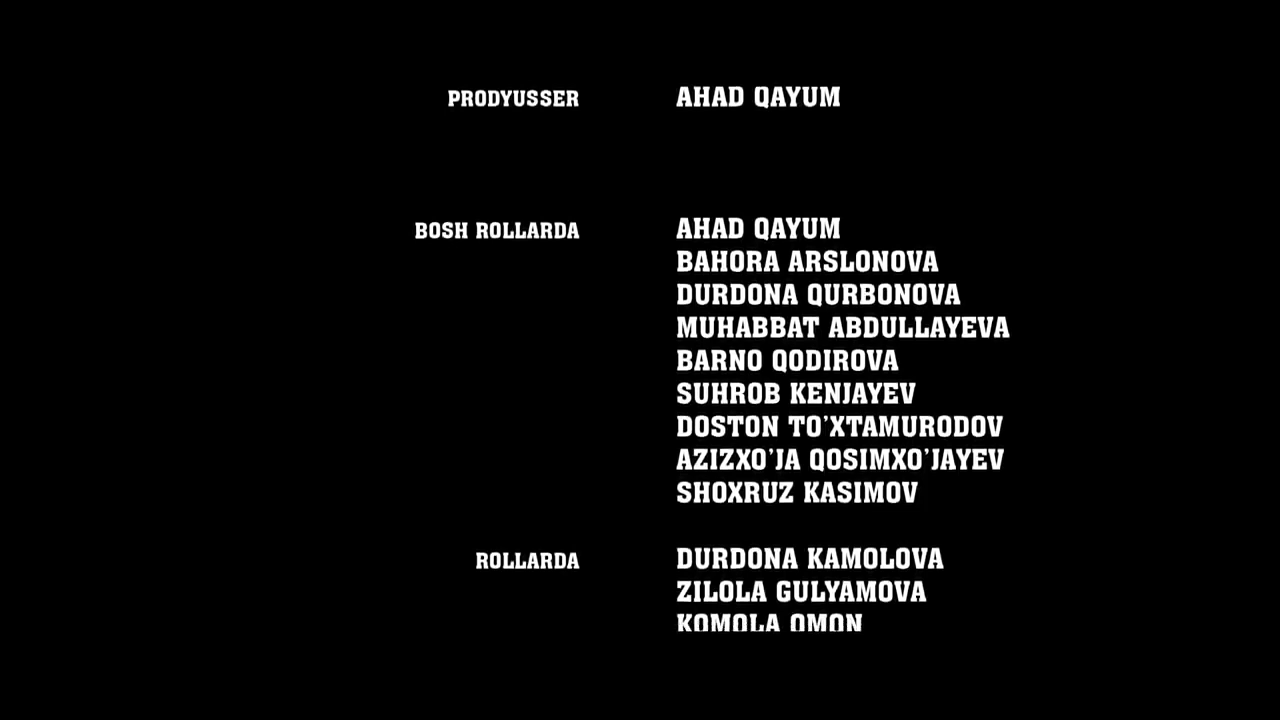 PRODYUSSER AHAD QAYUM
BOSH ROLLARDA AHAD QAYUM
BAHORA ARSLONOVA
DURDONA QURBONOVA
MUHABBAT ABDULLAYEVA
BARNO QODIROVA
SUHROB KENJAYEV
DOSTON TO’XTAMURODOV
AZIZXO’JA QOSIMXO’JAYEV
SHOXRUZ KASIMOV
ROLLARDA DURDONA KAMOLOVA
ZILOLA GULYAMOVA
KOMOLA OMON